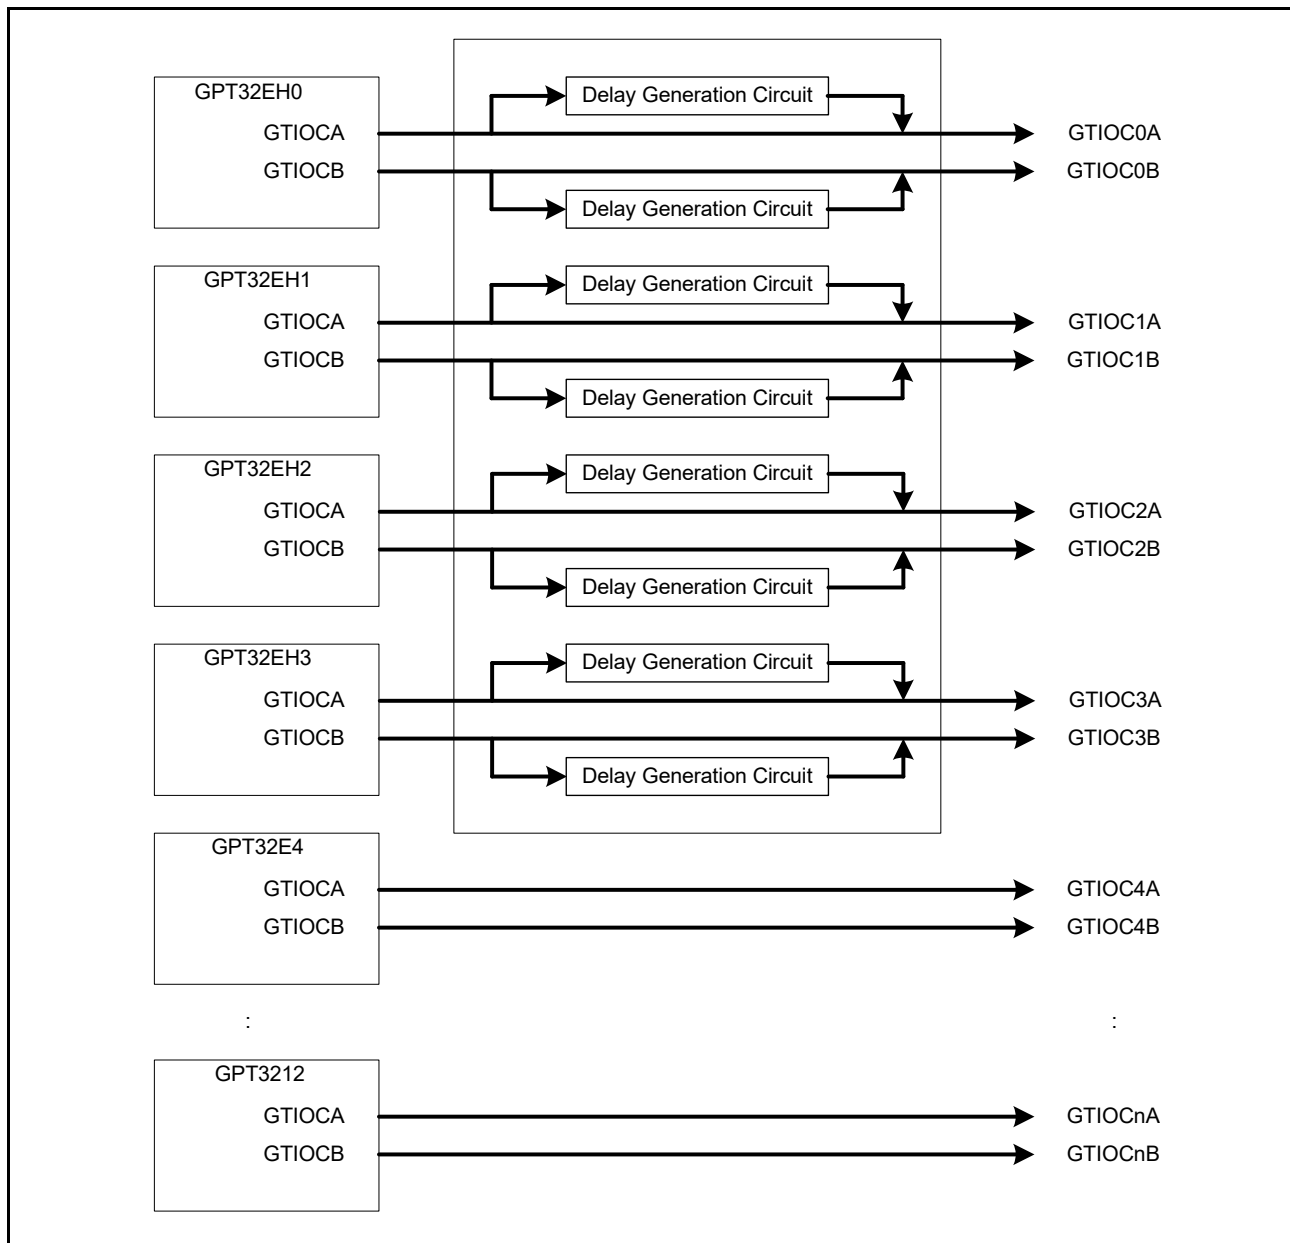 GPT32EH0
Delay Generation Circuit
GTIOCA
GTIOC0A
GTIOCB
GTIOC0B
Delay Generation Circuit
GPT32EH1
Delay Generation Circuit
GTIOCA
GTIOC1A
GTIOCB
GTIOC1B
Delay Generation Circuit
GPT32EH2
Delay Generation Circuit
GTIOCA
GTIOC2A
GTIOCB
GTIOC2B
Delay Generation Circuit
GPT32EH3
Delay Generation Circuit
GTIOCA
GTIOC3A
GTIOCB
GTIOC3B
Delay Generation Circuit
GPT32E4
GTIOCA
GTIOC4A
GTIOCB
GTIOC4B
:
:
GPT3212
GTIOCA
GTIOCnA
GTIOCB
GTIOCnB